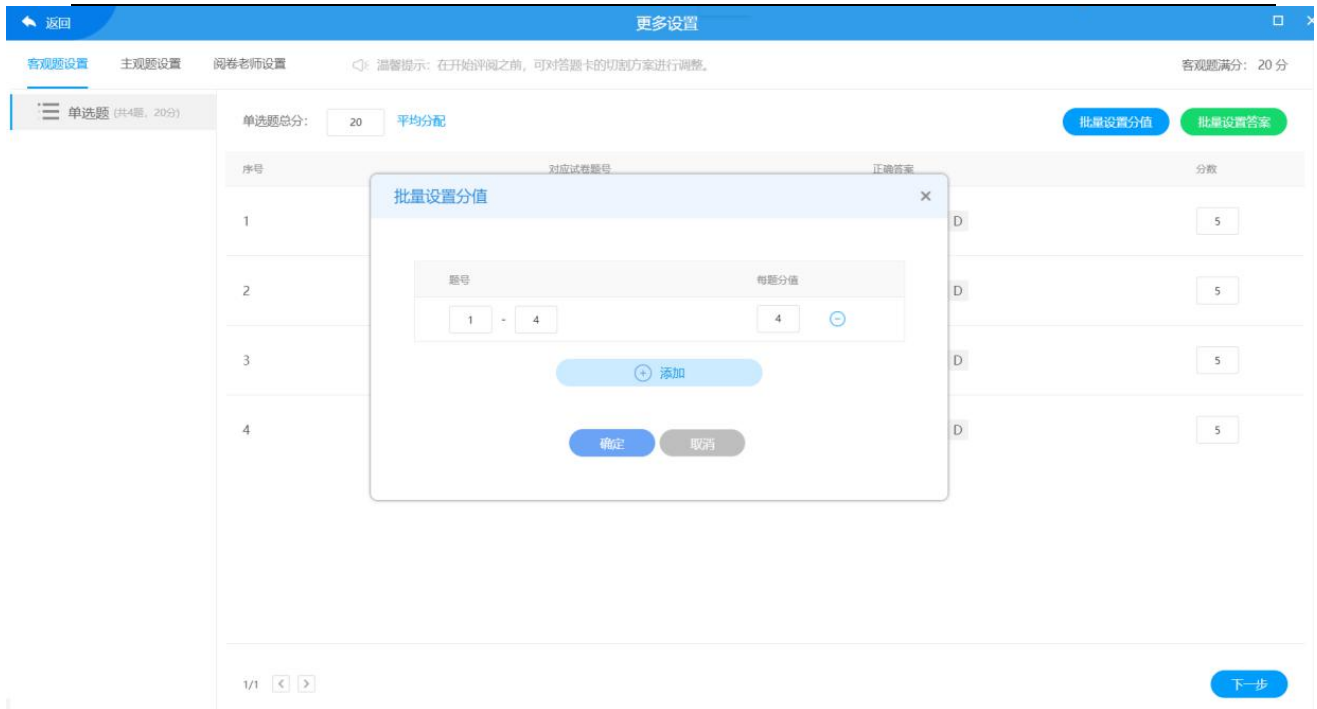 返回
更多设置
客观题设置 主观题设置 阅卷老师设置 温馨提示：在开始评阅之前，可对答题卡的切割方案进行调整。 客观题满分： 20 分
单选题 (共4题，20分)
单选题总分： 20 平均分配 批量设置分值 批量设置答案
序号 对应试卷题号 正确答案 分数
批量设置分值
1 D 5
题号 每题分值
2 D 5
1 - 4 4
3 D 5
添加
4 D 5
确定 取消
1/1 < >
下一步